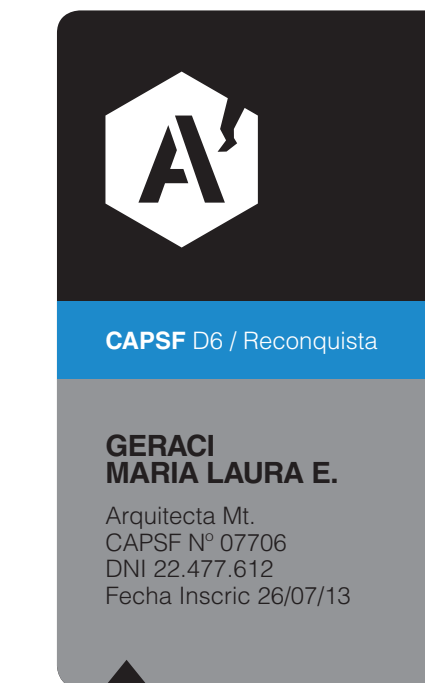 A
CAPSF D6 / Reconquista
GERACI
MARIA LAURA E.
Arquitecta Mt.
CAPSF Nº 07706
DNI 22.477.612
Fecha Inscric 26/07/13